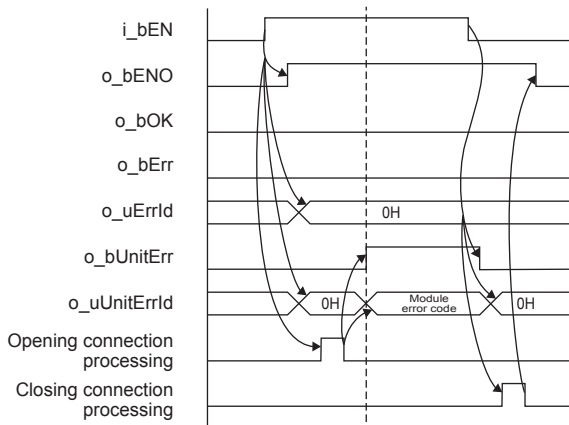 i_bEN
o_bENO
o_bOK
o_bErr
o_uErrId
0H
o_bUnitErr
o_uUnitErrId
0H
Module
error code
0H
Opening connection
processing
Closing connection
processing